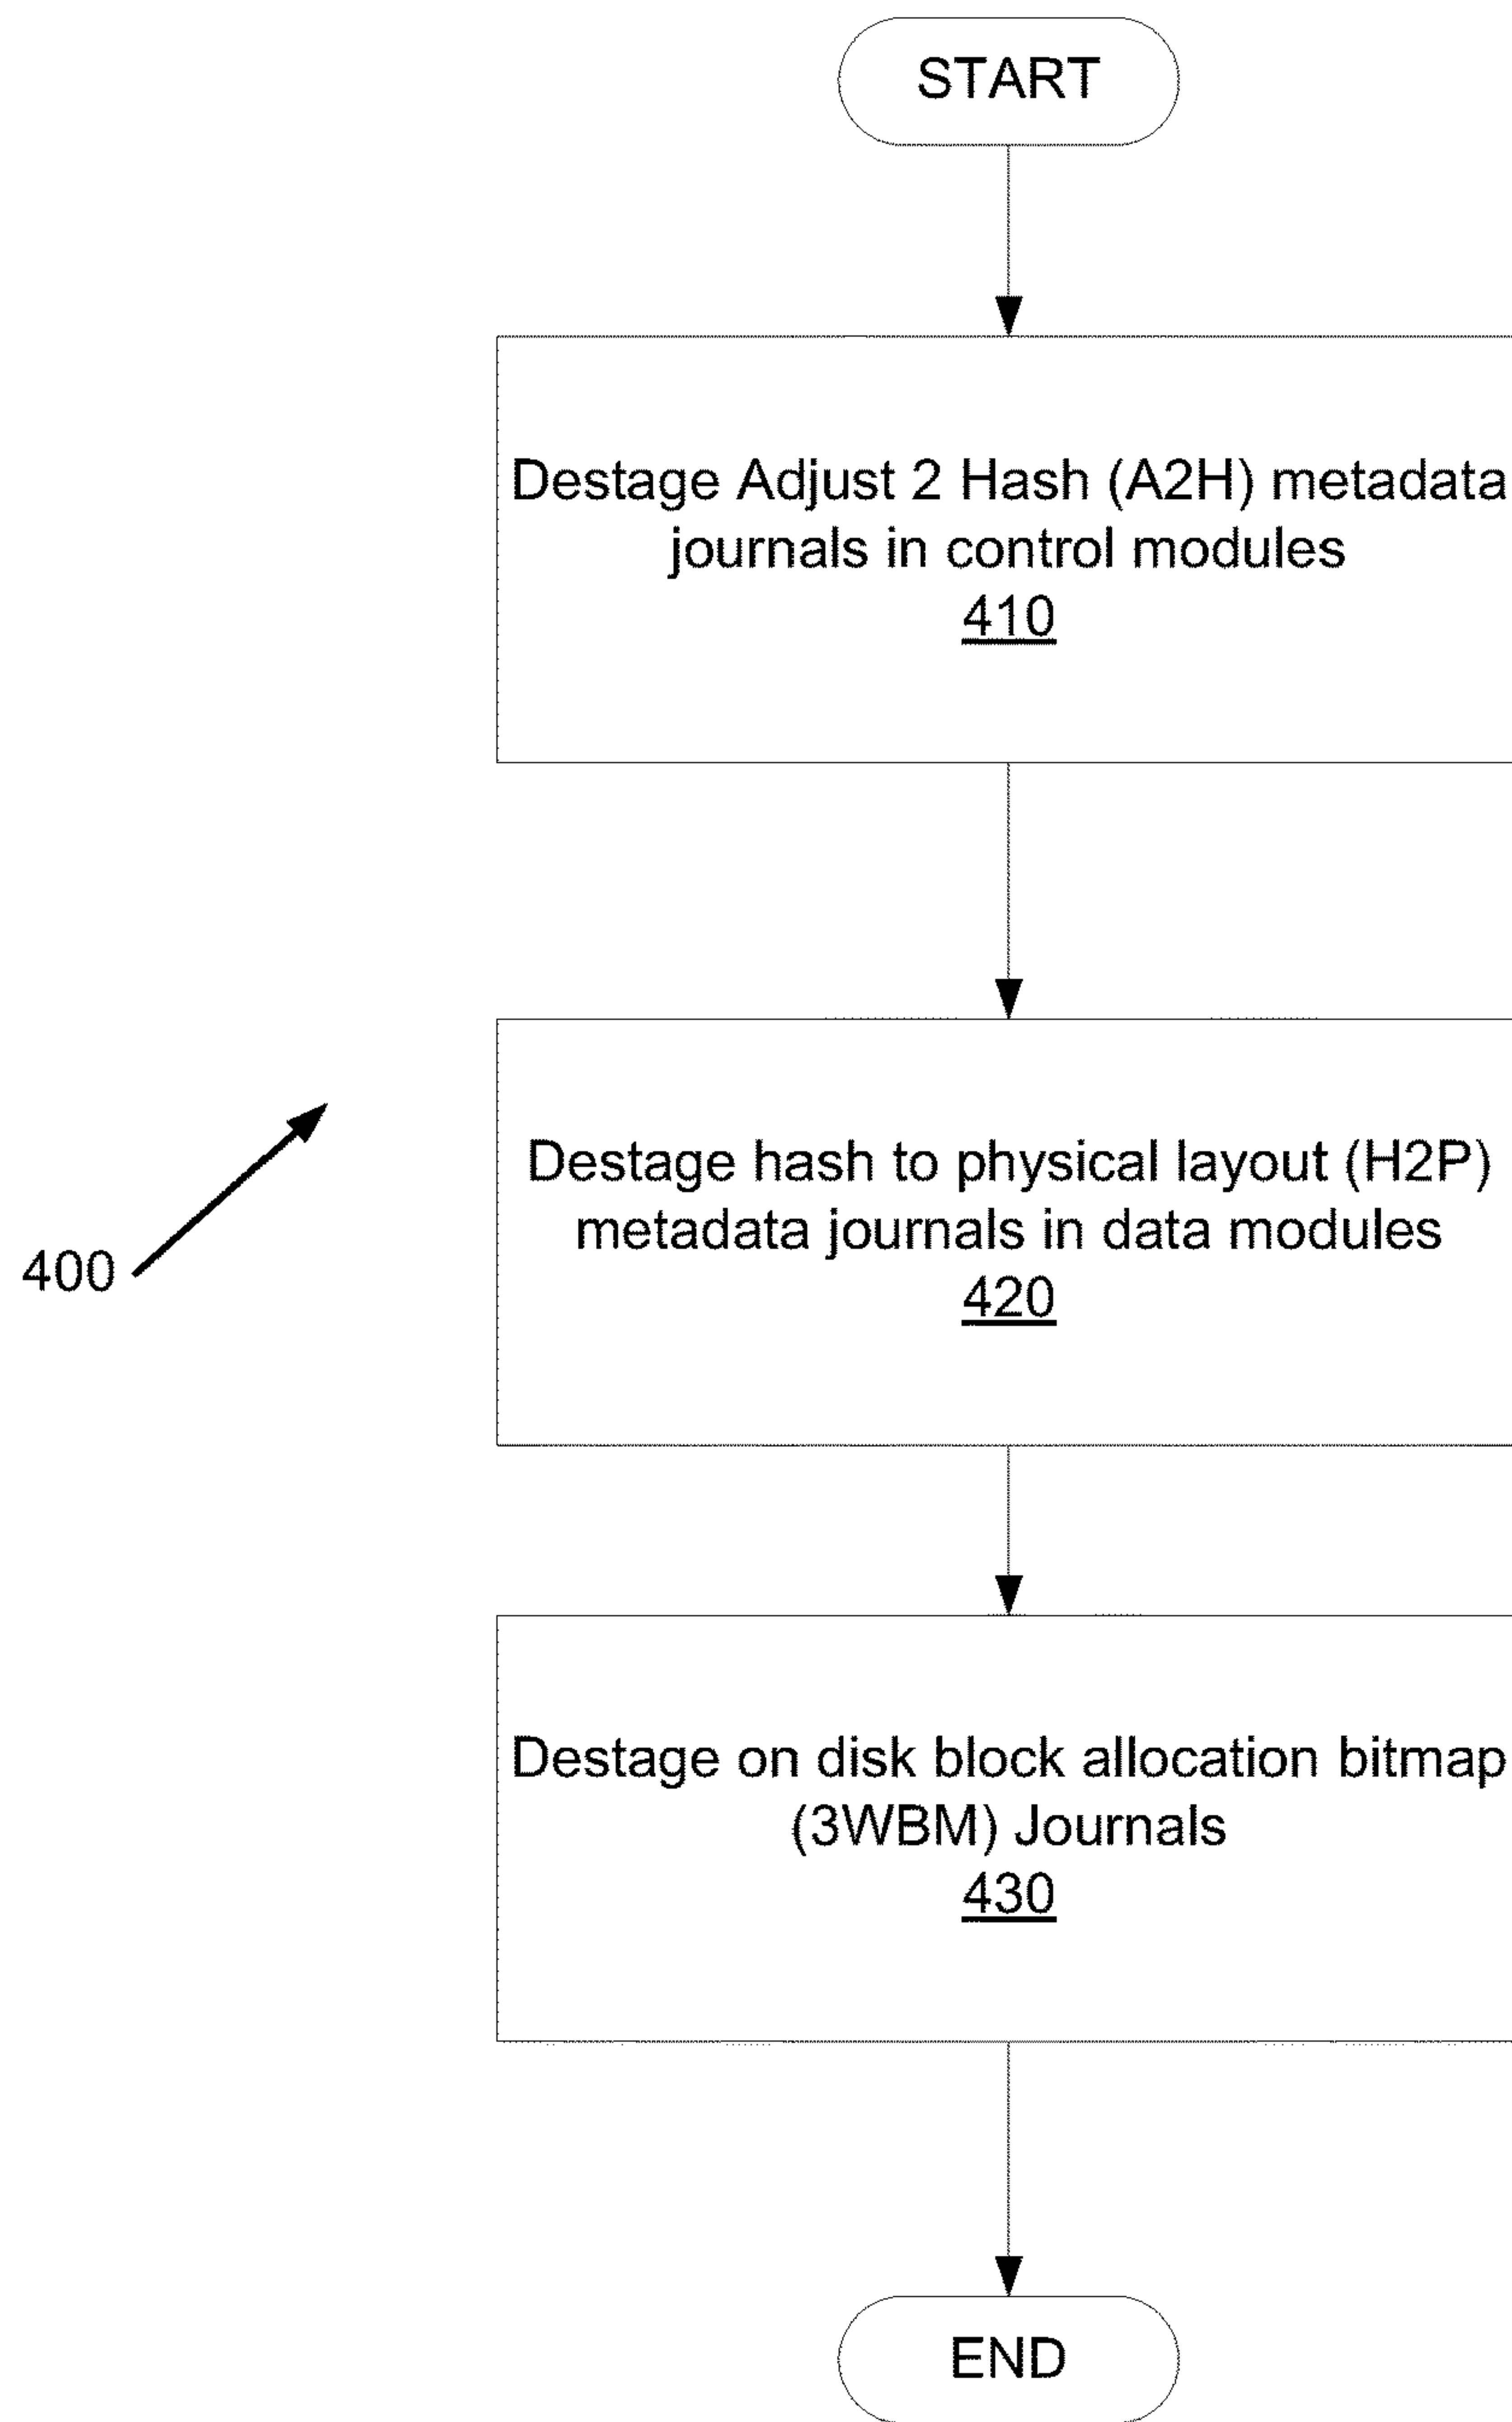 START
Destage Adjust 2 Hash (A2H) metadata
journals in control modules
410
400
Destage hash to physical layout (H2P)
metadata journals in data modules
420
Destage on disk block allocation bitmap
(3WBM) Journals
430
END